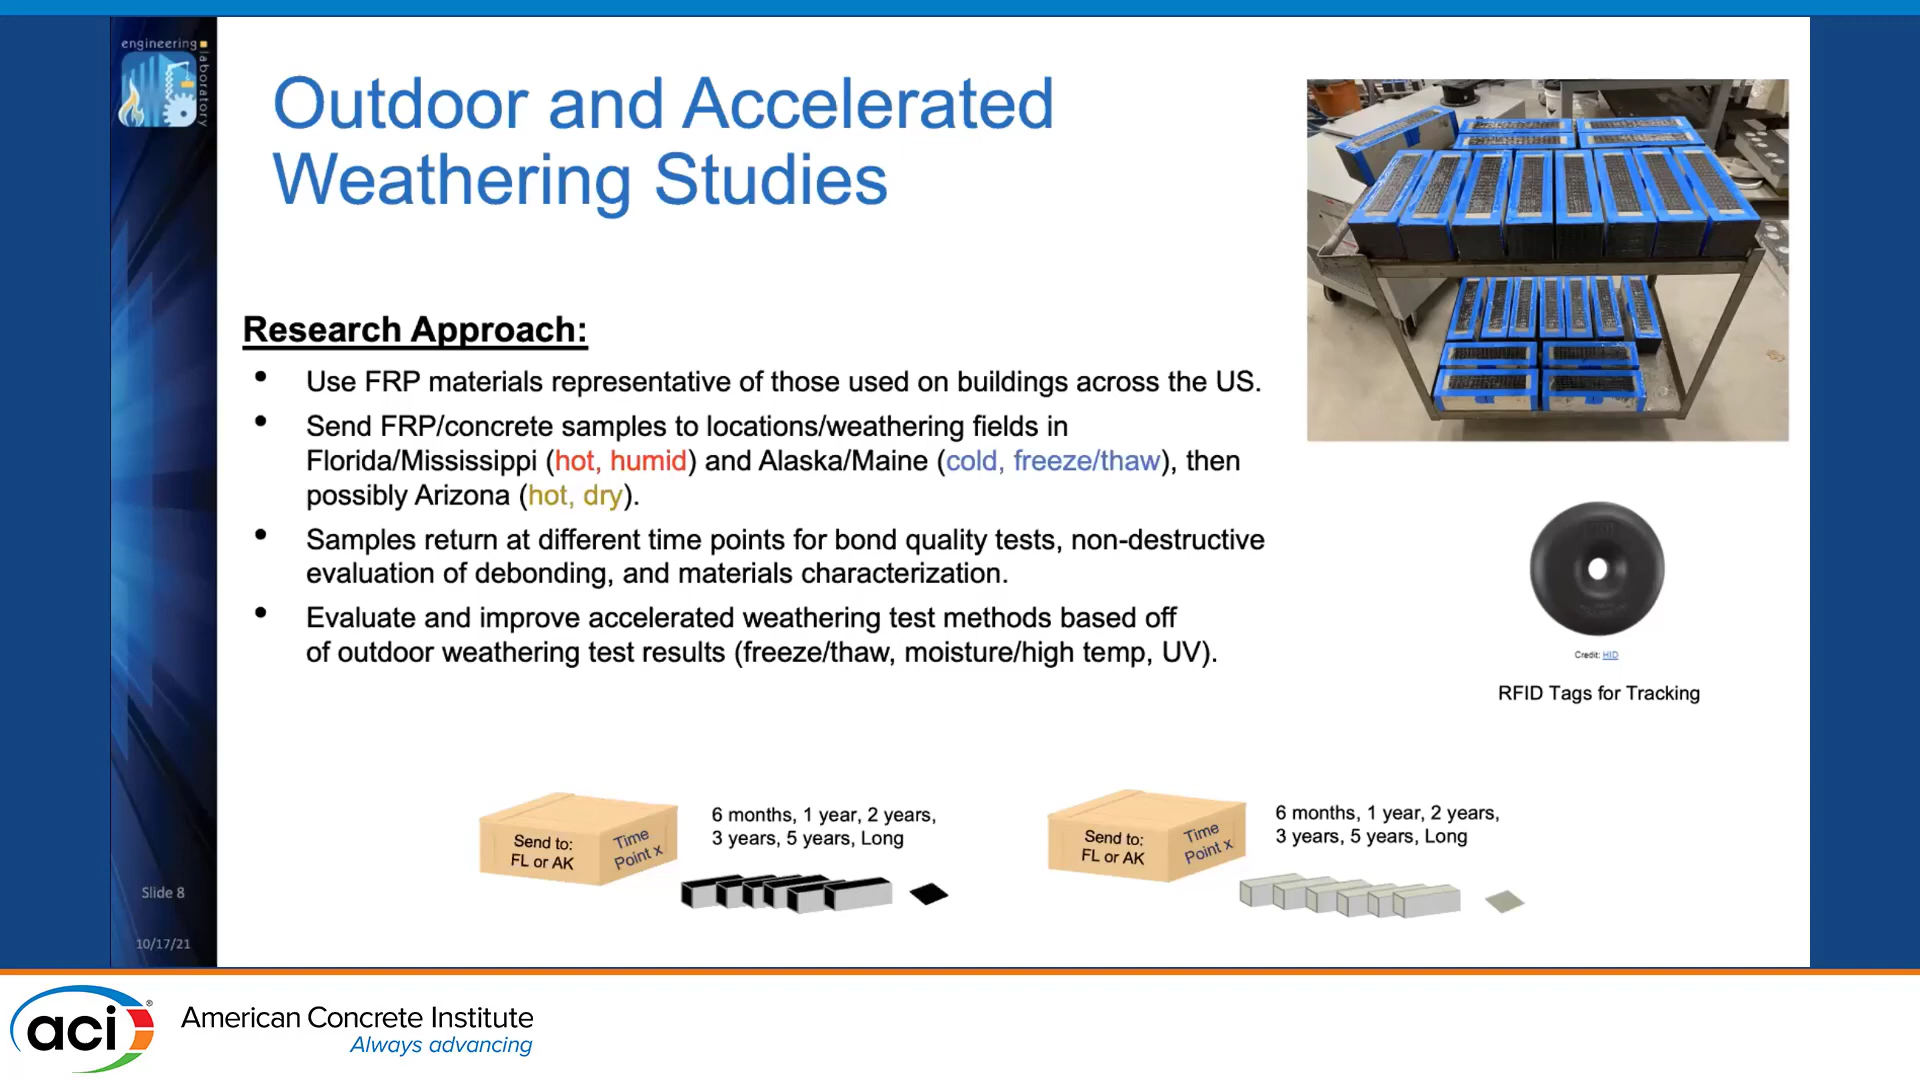 engineering
laboratory
Outdoor and Accelerated
Weathering Studies
Research Approach:
• Use FRP materials representative of those used on buildings across the US.
• Send FRP/concrete samples to locations/weathering fields in
Florida/Mississippi (hot, humid) and Alaska/Maine (cold, freeze/thaw), then
possibly Arizona (hot, dry).
• Samples return at different time points for bond quality tests, non-destructive
evaluation of debonding, and materials characterization.
• Evaluate and improve accelerated weathering test methods based off
of outdoor weathering test results (freeze/thaw, moisture/high temp, UV).
Credit: HID
RFID Tags for Tracking
Send to:
FL or AK
Time
Point x
6 months, 1 year, 2 years,
3 years, 5 years, Long
Send to:
FL or AK
Time
Point x
6 months, 1 year, 2 years,
3 years, 5 years, Long
Slide 8
10/17/21
aci®
American Concrete Institute
Always advancing